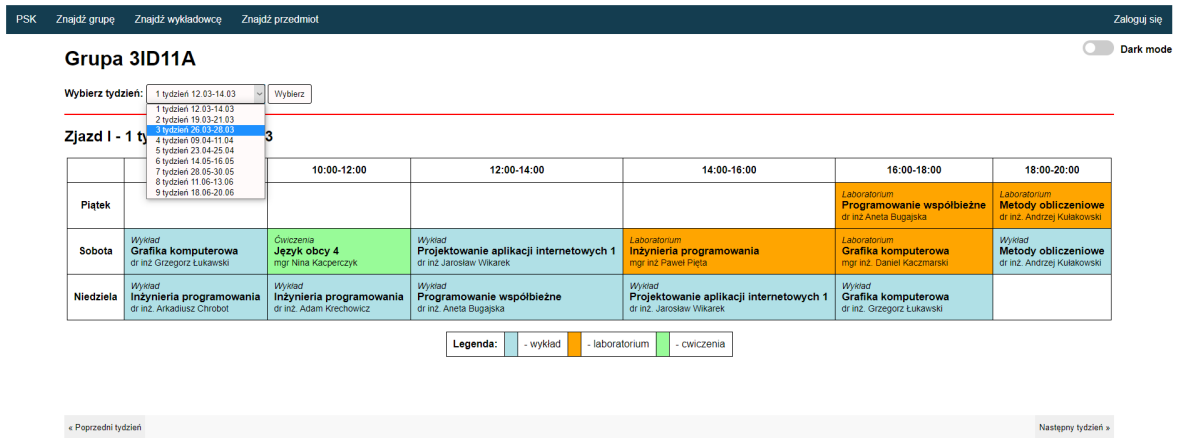 PSK Znajdź grupę Znajdź wykładowcę Znajdź przedmiot Zaloguj się
Dark mode
Grupa 3ID11A
Wybierz tydzień: 1 tydzień 12.03-14.03 Wybierz
1 tydzień 12.03-14.03
2 tydzień 19.03-21.03
3 tydzień 26.03-28.03
4 tydzień 09.04-11.04
5 tydzień 23.04-25.04
6 tydzień 14.05-16.05
7 tydzień 28.05-30.05
8 tydzień 11.06-13.06
9 tydzień 18.06-20.06
Zjazd I - 1 3
10:00-12:00 12:00-14:00 14:00-16:00 16:00-18:00 18:00-20:00
Piątek
Laboratorium
Programowanie współbieżne
dr inż Aneta Bugajska
Laboratorium
Metody obliczeniowe
dr inż. Andrzej Kułakowski
Sobota
Wykład
Grafika komputerowa
dr inż Grzegorz Łukawski
Ćwiczenia
Język obcy 4
mgr Nina Kacperczyk
Wykład
Projektowanie aplikacji internetowych 1
dr inż Jarosław Wikarek
Laboratorium
Inżynieria programowania
mgr inż Paweł Pięta
Laboratorium
Grafika komputerowa
mgr inż. Daniel Kaczmarski
Wykład
Metody obliczeniowe
dr inż. Andrzej Kułakowski
Niedziela
Wykład
Inżynieria programowania
dr inż. Arkadiusz Chrobot
Wykład
Inżynieria programowania
dr inż. Adam Krechowicz
Wykład
Programowanie współbieżne
dr inż. Aneta Bugajska
Wykład
Projektowanie aplikacji internetowych 1
dr inż. Jarosław Wikarek
Wykład
Grafika komputerowa
dr inż. Grzegorz Łukawski
Legenda: - wykład - laboratorium - cwiczenia
« Poprzedni tydzień Następny tydzień »